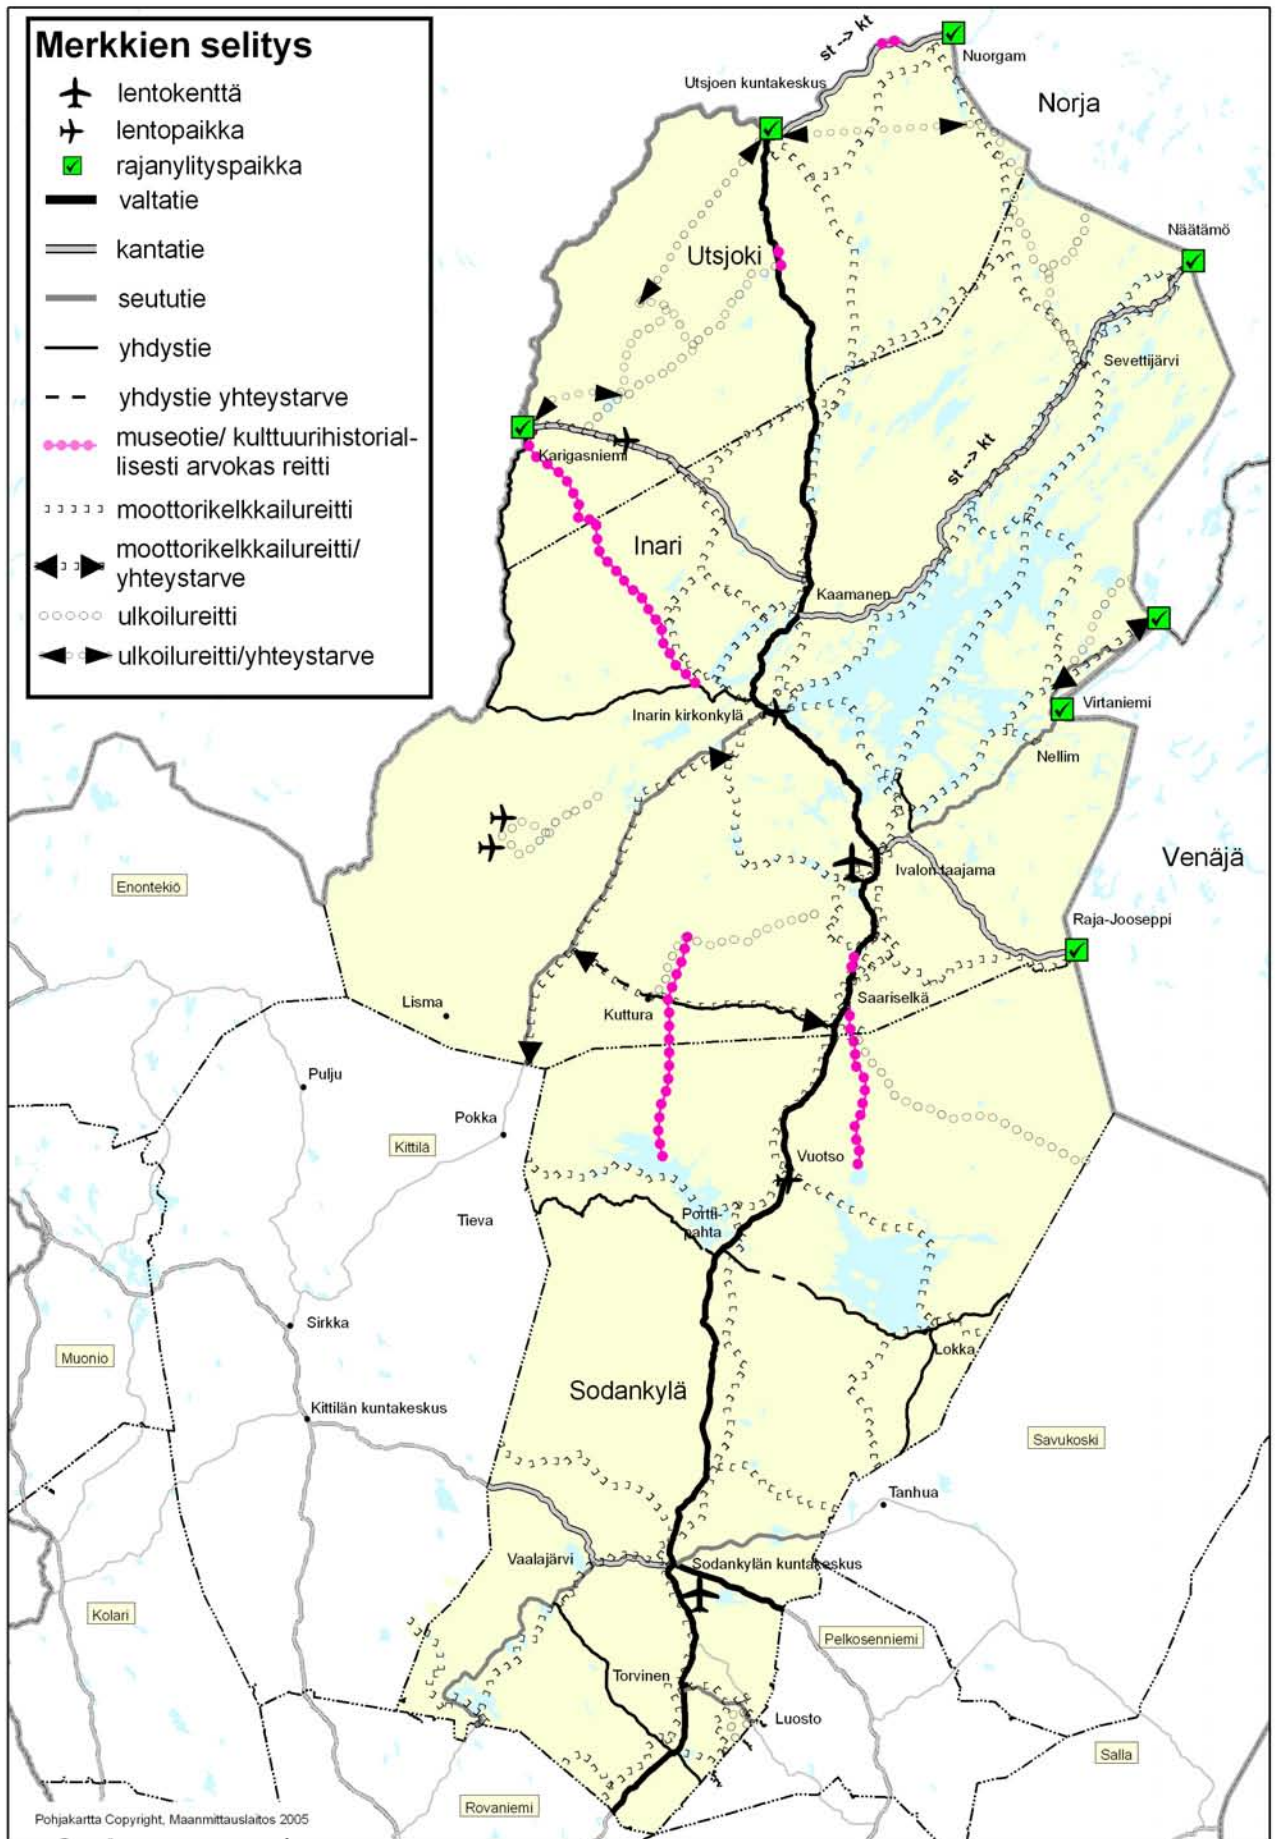 Merkkien selitys
lentokenttä
lentopaikka
rajanylityspaikka
valtatie
kantatie
seututie
yhdystie
yhdystie yhteystarve
museotie/ kulttuurihistorial-
lisesti arvokas reitti
moottorikelkkailureitti
moottorikelkkailureitti/
yhteystarve
ulkoilureitti
ulkoilureitti/yhteystarve
st --> kt
Nuorgam
Utsjoen kuntakeskus
Norja
Näätämö
Utsjoki
Sevettijärvi
Karigasniemi
st --> kt
Inari
Kaamanen
Virtaniemi
Inarin kirkonkylä
Nellim
Venäjä
Ivalon taajama
Enontekiö
Raja-Jooseppi
Lisma
Saariselkä
Kuttura
Pulju
Pokka
Kittilä
Vuotso
Tieva
Portti-
pahta
Sirkka
Lokka
Muonio
Sodankylä
Kittilän kuntakeskus
Savukoski
Tanhua
Vaalajärvi
Sodankylän kuntakeskus
Kolari
Pelkosenniemi
Torvinen
Luosto
Salla
Rovaniemi
Pohjakartta Copyright, Maanmittauslaitos 2005